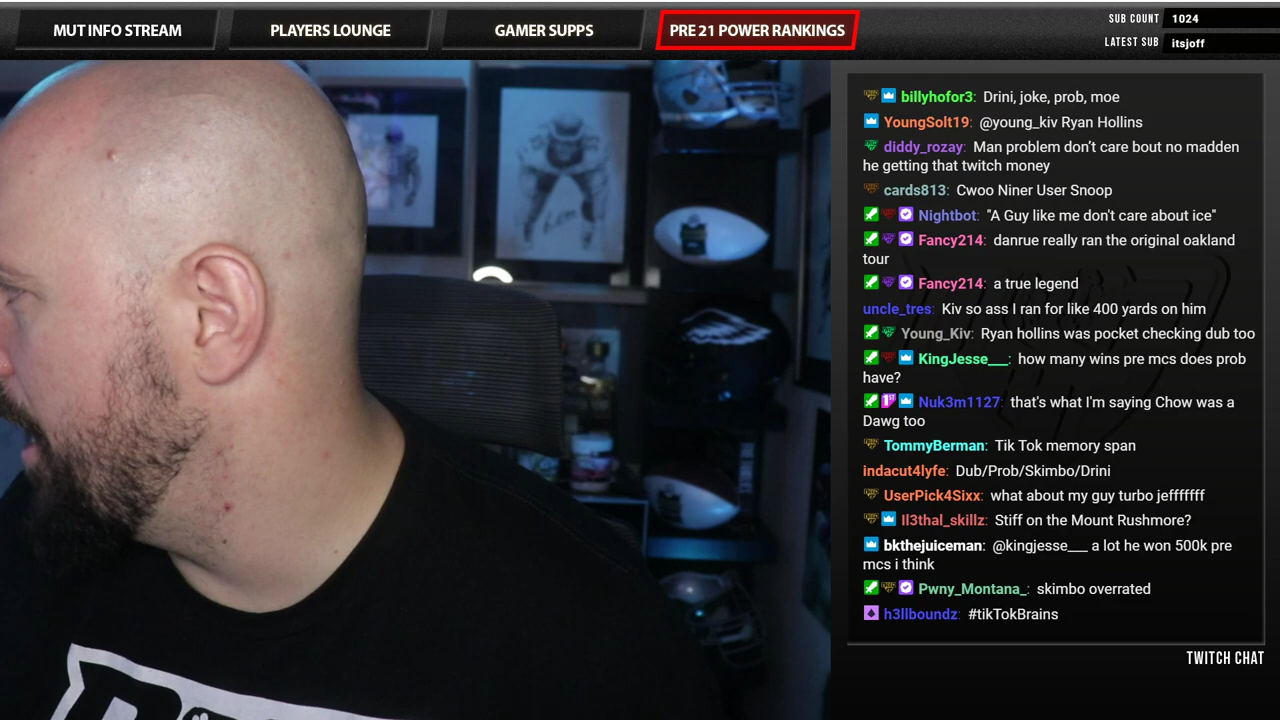 MUT INFO STREAM
PLAYERS LOUNGE
GAMER SUPPS
PRE 21 POWER RANKINGS
SUB COUNT 1024
LATEST SUB itsjoff
billyhofor3: Drini, joke, prob, moe
YoungSolt19: @young_kiv Ryan Hollins
diddy_rozay: Man problem don't care bout no madden
he getting that twitch money
cards813: Cwoo Niner User Snoop
Nightbot: "A Guy like me don't care about ice"
Fancy214: danrue really ran the original oakland
tour
Fancy214: a true legend
uncle_tres: Kiv so ass I ran for like 400 yards on him
Young_Kiv: Ryan hollins was pocket checking dub too
KingJesse___: how many wins pre mcs does prob
have?
Nuk3m1127: that's what I'm saying Chow was a
Dawg too
TommyBerman: Tik Tok memory span
indacut4lyfe: Dub/Prob/Skimbo/Drini
UserPick4Sixx: what about my guy turbo jefffffff
Il3thal_skillz: Stiff on the Mount Rushmore?
bkthejuiceman: @kingjesse___ a lot he won 500k pre
mcs i think
Pwny_Montana_: skimbo overrated
h3llboundz: #tikTokBrains
TWITCH CHAT